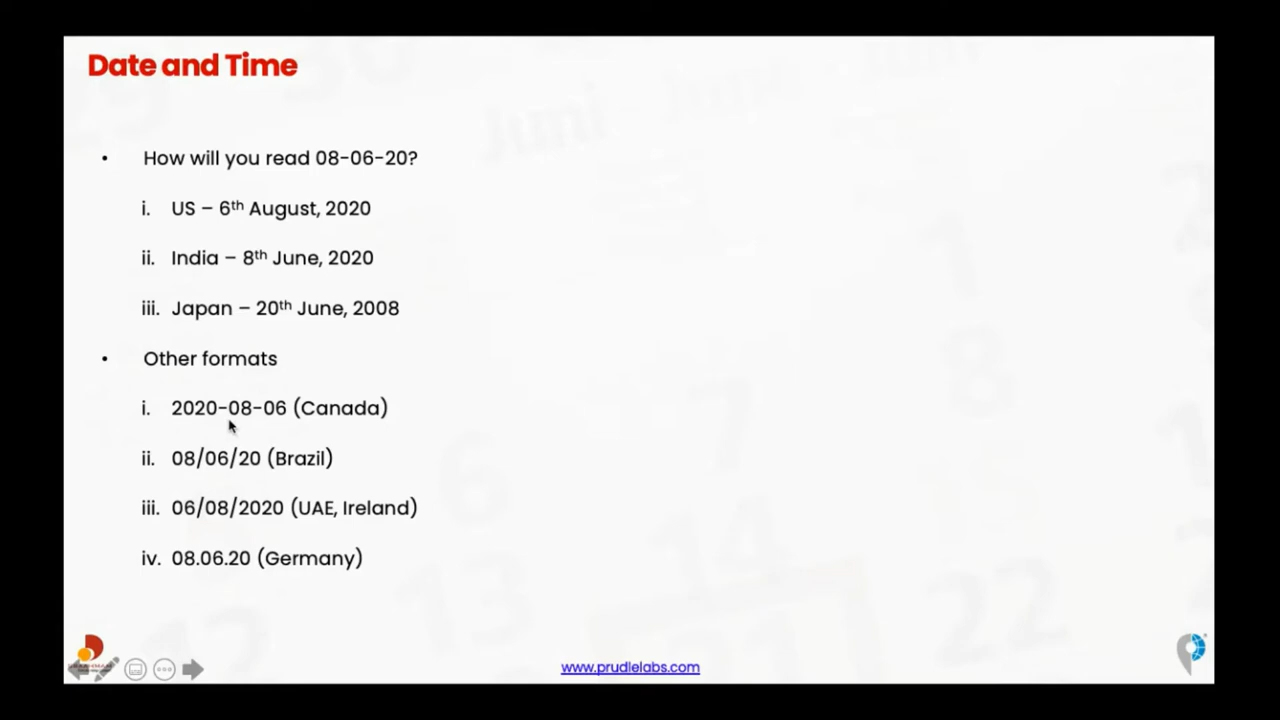 Date and Time
• How will you read 08-06-20?
i. US – 6th August, 2020
ii. India – 8th June, 2020
iii. Japan – 20th June, 2008
• Other formats
i. 2020-08-06 (Canada)
ii. 08/06/20 (Brazil)
iii. 06/08/2020 (UAE, Ireland)
iv. 08.06.20 (Germany)
www.prudlelabs.com